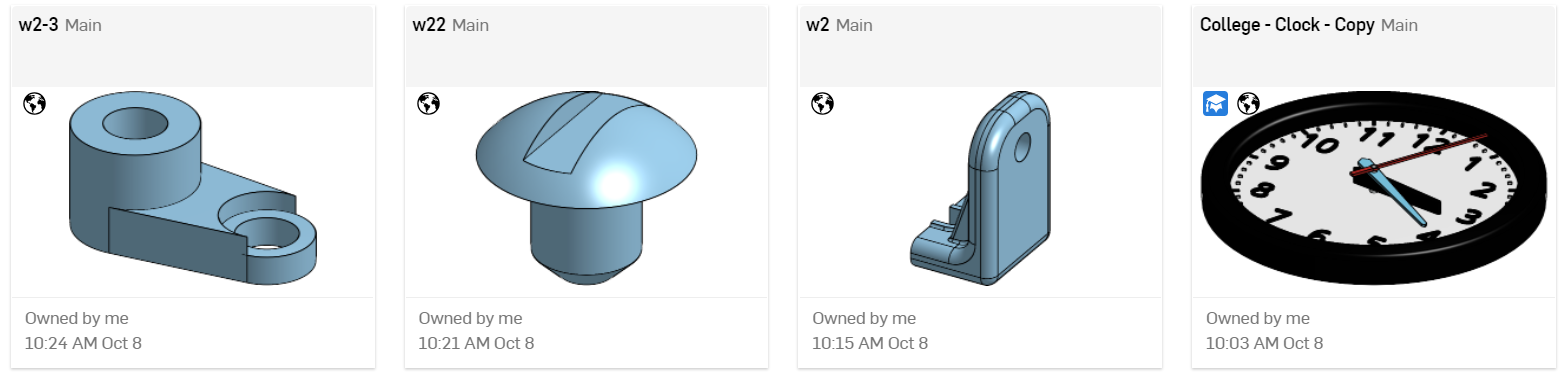 w2-3 Main
w22 Main
w2 Main
College - Clock - Copy Main
10 11 12
9 1
8 2
7 3
6 5 4
Owned by me
10:24 AM Oct 8
Owned by me
10:21 AM Oct 8
Owned by me
10:15 AM Oct 8
Owned by me
10:03 AM Oct 8